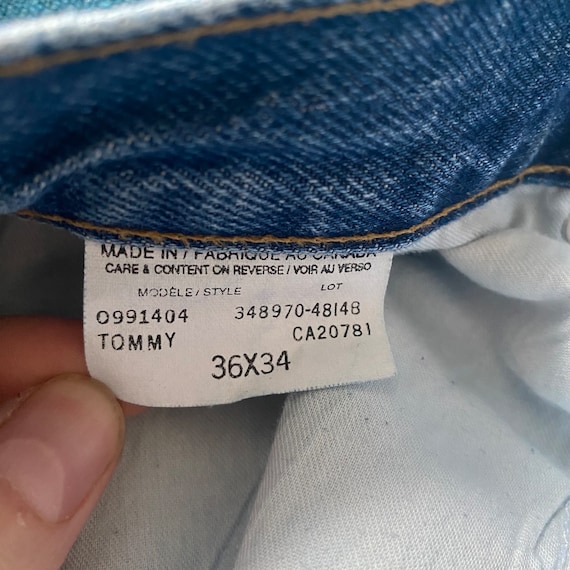 MADE IN / FABRIQUÉ AU CANADA
CARE & CONTENT ON REVERSE / VOIR AU VERSO
MODÈLE / STYLE LOT
0991404 348970-48148
TOMMY CA20781
36X34